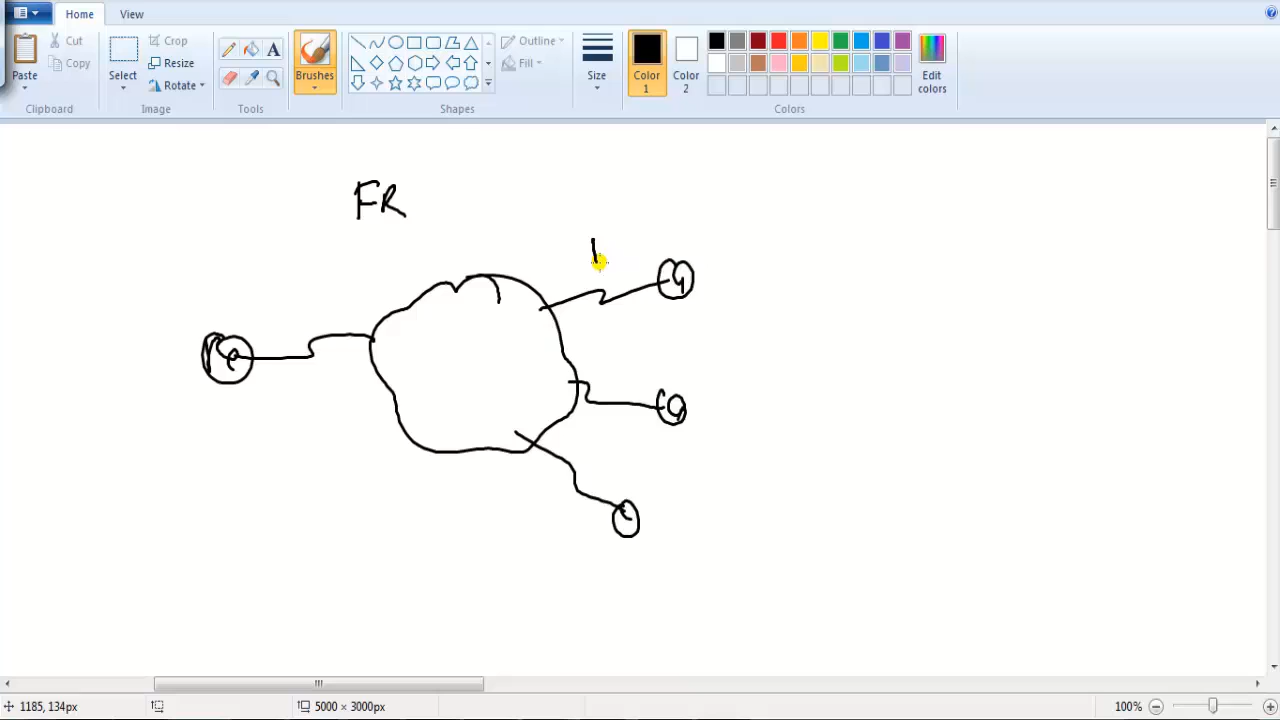 Home
View
Paste
Cut
Copy
Clipboard
Select
Crop
Resize
Rotate
Image
Tools
Brushes
Shapes
Outline
Fill
Size
Color 1
Color 2
Edit colors
Colors
FR
1185, 134px
5000 × 3000px
100%